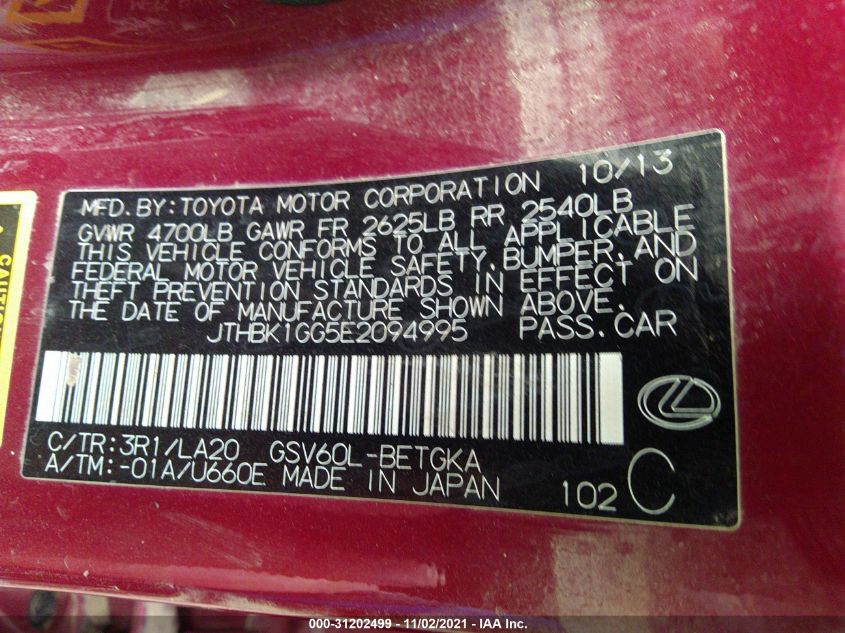 MFD.BY:TOYOTA MOTOR CORPORATION 10/13
GVWR 4700LB GAWR FR 2625LB RR 2540LB
THIS VEHICLE CONFORMS TO ALL APPLICABLE
FEDERAL MOTOR VEHICLE SAFETY,BUMPER,AND
THEFT PREVENTION STANDARDS IN EFFECT ON
THE DATE OF MANUFACTURE SHOWN ABOVE.
JTHBK1GG5E2094995 PASS.CAR
C/TR:3R1/LA20 GSV60L-BETGKA
A/TM:-01A/U660E MADE IN JAPAN
102 C
000-31202499 - 11/02/2021 - IAA Inc.